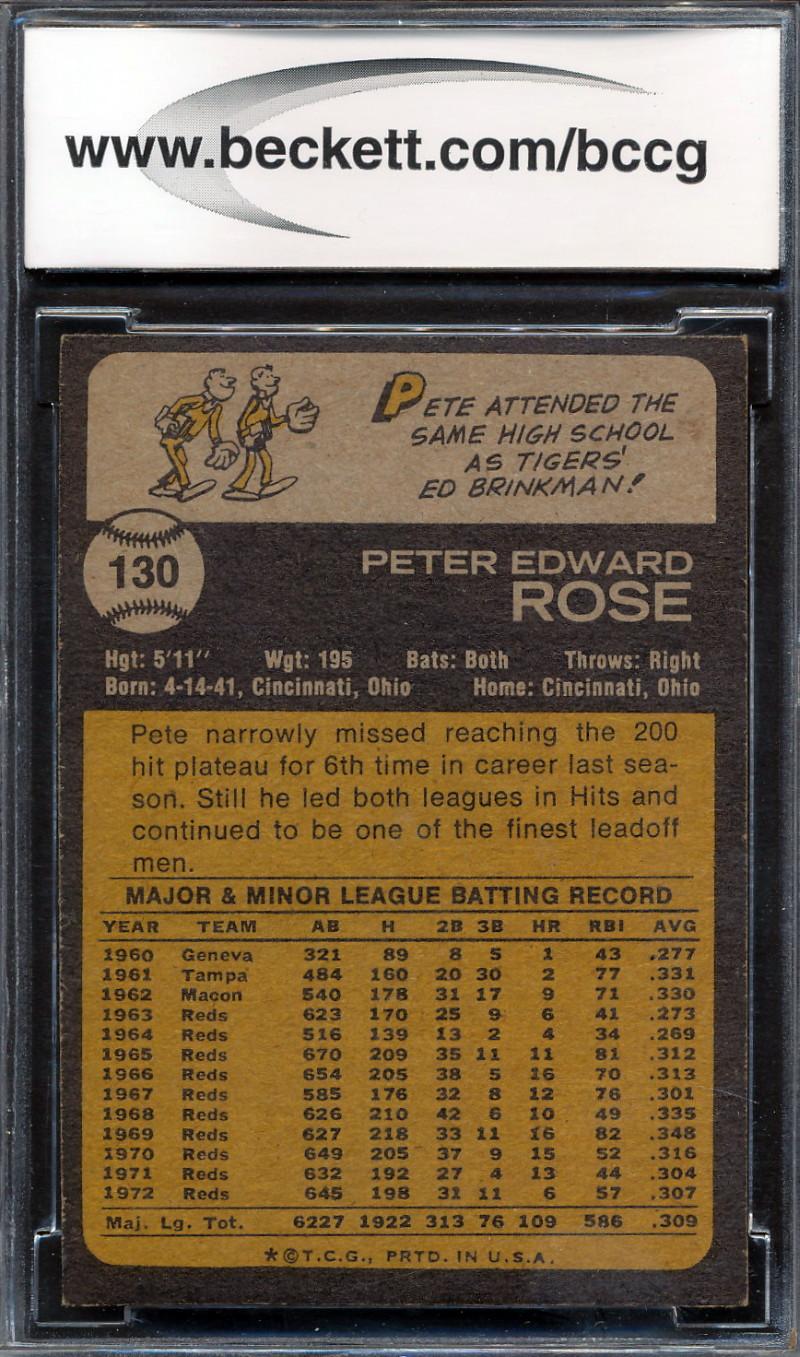 www.beckett.com/bccg
PETE ATTENDED THE
SAME HIGH SCHOOL
AS TIGERS'
ED BRINKMAN!
130
PETER EDWARD
ROSE
Hgt: 5'11" Wgt: 195 Bats: Both Throws: Right
Born: 4-14-41, Cincinnati, Ohio Home: Cincinnati, Ohio
Pete narrowly missed reaching the 200
hit plateau for 6th time in career last sea-
son. Still he led both leagues in Hits and
continued to be one of the finest leadoff
men.
MAJOR & MINOR LEAGUE BATTING RECORD
YEAR TEAM AB H 2B 3B HR RBI AVG
1960 Geneva 321 89 8 5 1 43 .277
1961 Tampa 484 160 20 30 2 77 .331
1962 Macon 540 178 31 17 9 71 .330
1963 Reds 623 170 25 9 6 41 .273
1964 Reds 516 139 13 2 4 34 .269
1965 Reds 670 209 35 11 11 81 .312
1966 Reds 654 205 38 5 16 70 .313
1967 Reds 585 176 32 8 12 76 .301
1968 Reds 626 210 42 6 10 49 .335
1969 Reds 627 218 33 11 16 82 .348
1970 Reds 649 205 37 9 15 52 .316
1971 Reds 632 192 27 4 13 44 .304
1972 Reds 645 198 31 11 6 57 .307
Maj. Lg. Tot. 6227 1922 313 76 109 586 .309
*©T.C.G., PRTD. IN U.S.A.